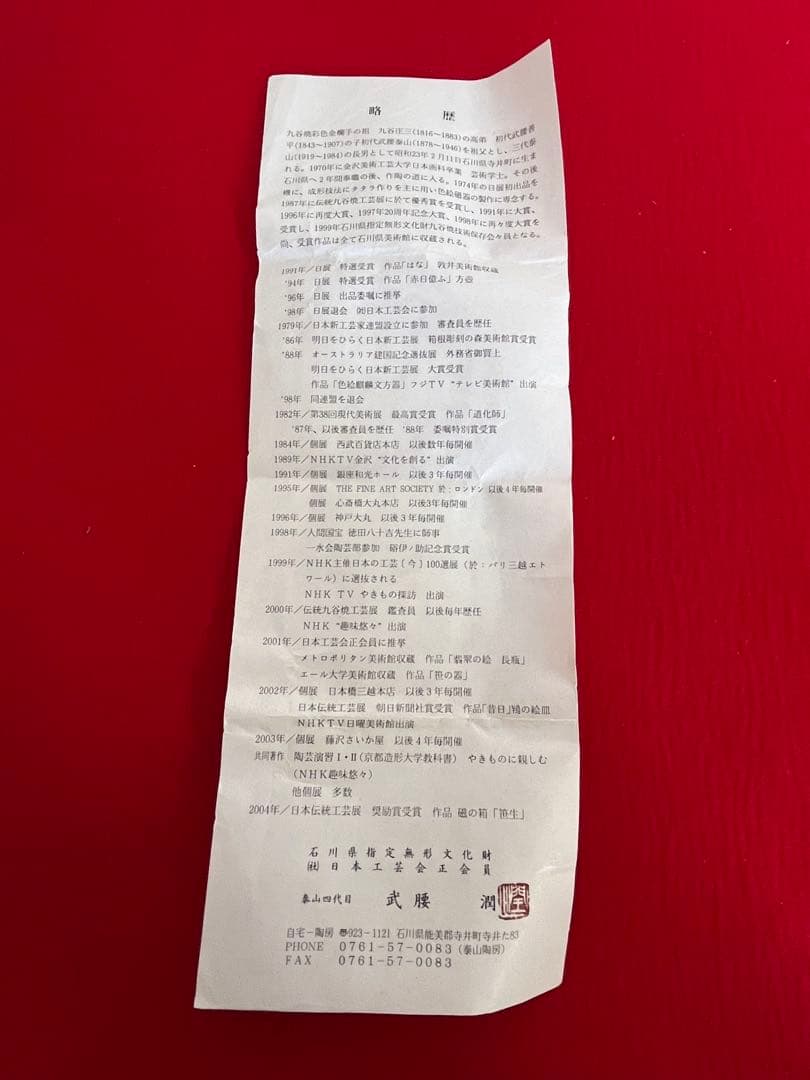 略歴
九谷焼彩色金襴手の祖 九谷庄三(1816~1883)の高弟 初代武腰善
平(1843~1907)の子初代武腰泰山(1878~1946)を祖父とし、三代泰
山(1919~1984)の長男として昭和23年2月11日石川県寺井町に生ま
れる。1970年に金沢美術工芸大学日本画科卒業 芸術学士。その後
石川県へ2年間奉職の後、作陶の道に入る。1974年の日展初出品を
機に、成形技法にタタラ作りを主に用い色絵磁器の製作に専念する。
1987年に伝統九谷焼工芸展に於て優秀賞を受賞し、1991年に大賞、
1996年に再度大賞、1997年20周年記念大賞、1998年に再々度大賞を
受賞し、1999年石川県指定無形文化財九谷焼技術保存会々員となる。
尚、受賞作品は全て石川県美術館に収蔵される。
1991年/日展 特選受賞 作品「はな」 敦井美術館収蔵
'94年 日展 特選受賞 作品「赤日億ふ」方壺
'96年 日展 出品委嘱に推挙
'98年 日展退会 ㈳日本工芸会に参加
1979年/日本新工芸家連盟設立に参加 審査員を歴任
'86年 明日をひらく日本新工芸展 箱根彫刻の森美術館賞受賞
'88年 オーストラリア建国記念選抜展 外務省御買上
明日をひらく日本新工芸展 大賞受賞
作品「色絵麒麟文方器」フジTV “テレビ美術館” 出演
'98年 同連盟を退会
1982年/第38回現代美術展 最高賞受賞 作品「道化師」
'87年、以後審査員を歴任 '88年 委嘱特別賞受賞
1984年/個展 西武百貨店本店 以後数年毎開催
1989年/NHKTV金沢 “文化を創る” 出演
1991年/個展 銀座和光ホール 以後3年毎開催
1995年/個展 THE FINE ART SOCIETY 於:ロンドン 以後4年毎開催
個展 心斎橋大丸本店 以後3年毎開催
1996年/個展 神戸大丸 以後3年毎開催
1998年/人間国宝 徳田八十吉先生に師事
一水会陶芸部参加 硲伊ノ助記念賞受賞
1999年/NHK主催日本の工芸〔今〕100選展(於:パリ三越エト
ワール)に選抜される
NHK TV やきもの探訪 出演
2000年/伝統九谷焼工芸展 鑑査員 以後毎年歴任
NHK “趣味悠々” 出演
2001年/日本工芸会正会員に推挙
メトロポリタン美術館収蔵 作品「翡翠の絵 長瓶」
エール大学美術館収蔵 作品「笹の器」
2002年/個展 日本橋三越本店 以後3年毎開催
日本伝統工芸展 朝日新聞社賞受賞 作品「昔日」鴇の絵皿
NHKTV日曜美術館出演
2003年/個展 藤沢さいか屋 以後4年毎開催
共同著作 陶芸演習I・II(京都造形大学教科書) やきものに親しむ
(NHK趣味悠々)
他個展 多数
2004年/日本伝統工芸展 奨励賞受賞 作品 磁の箱「笹生」
石川県指定無形文化財
㈳日本工芸会正会員
泰山四代目 武腰 潤
自宅-陶房 〠923-1121 石川県能美郡寺井町寺井た83
PHONE 0761-57-0083(泰山陶房)
FAX 0761-57-0083